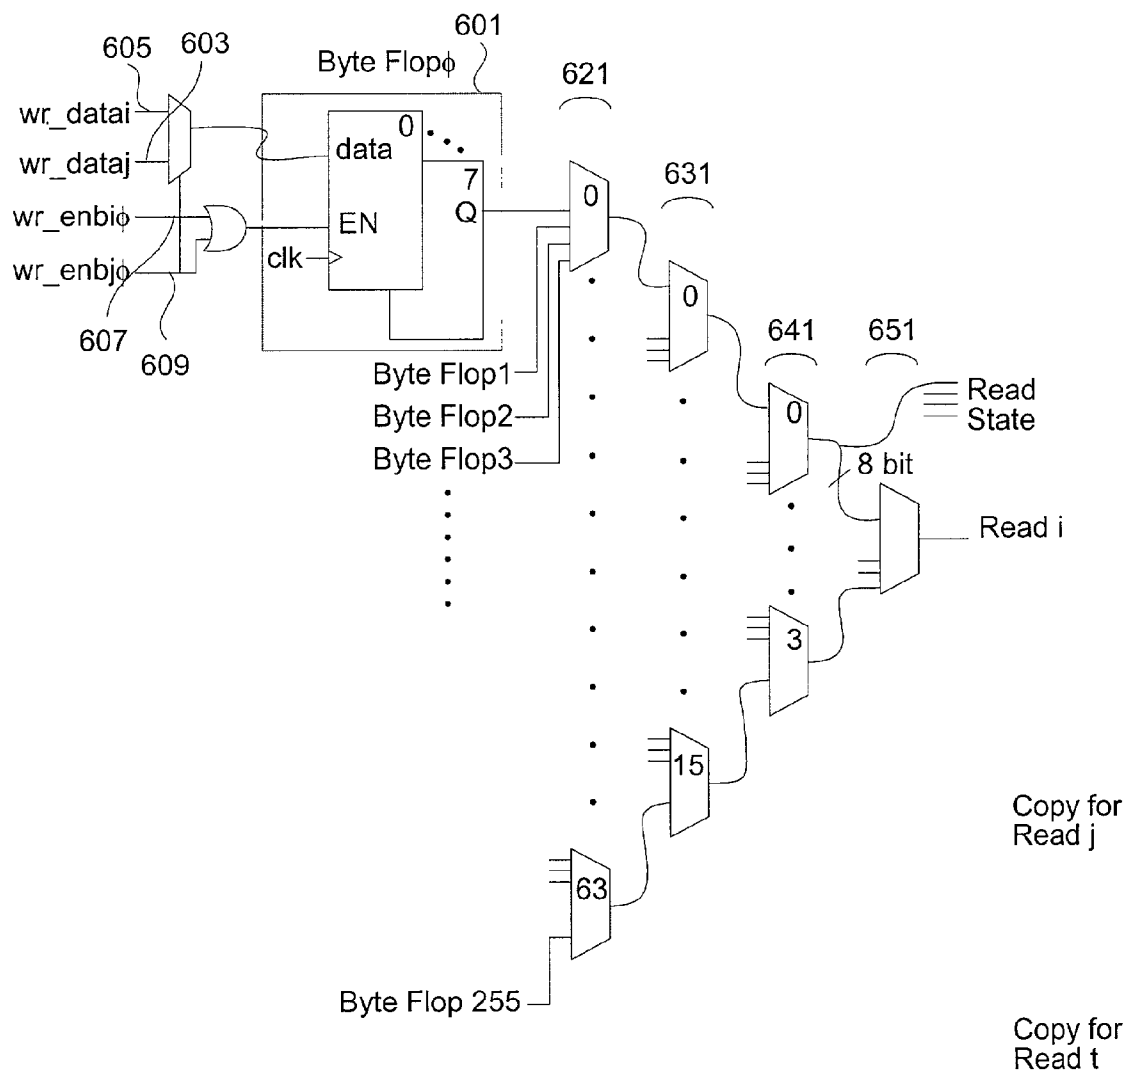 601
605
603
Byte Flopϕ
621
wr_datai
0
data
wr_dataj
7
0
631
wr_enbiϕ
Q
EN
clk
wr_enbjϕ
0
607
609
641
651
Byte Flop1
Read
State
Byte Flop2
0
Byte Flop3
8 bit
Read i
3
15
Copy for
Read j
63
Byte Flop 255
Copy for
Read t